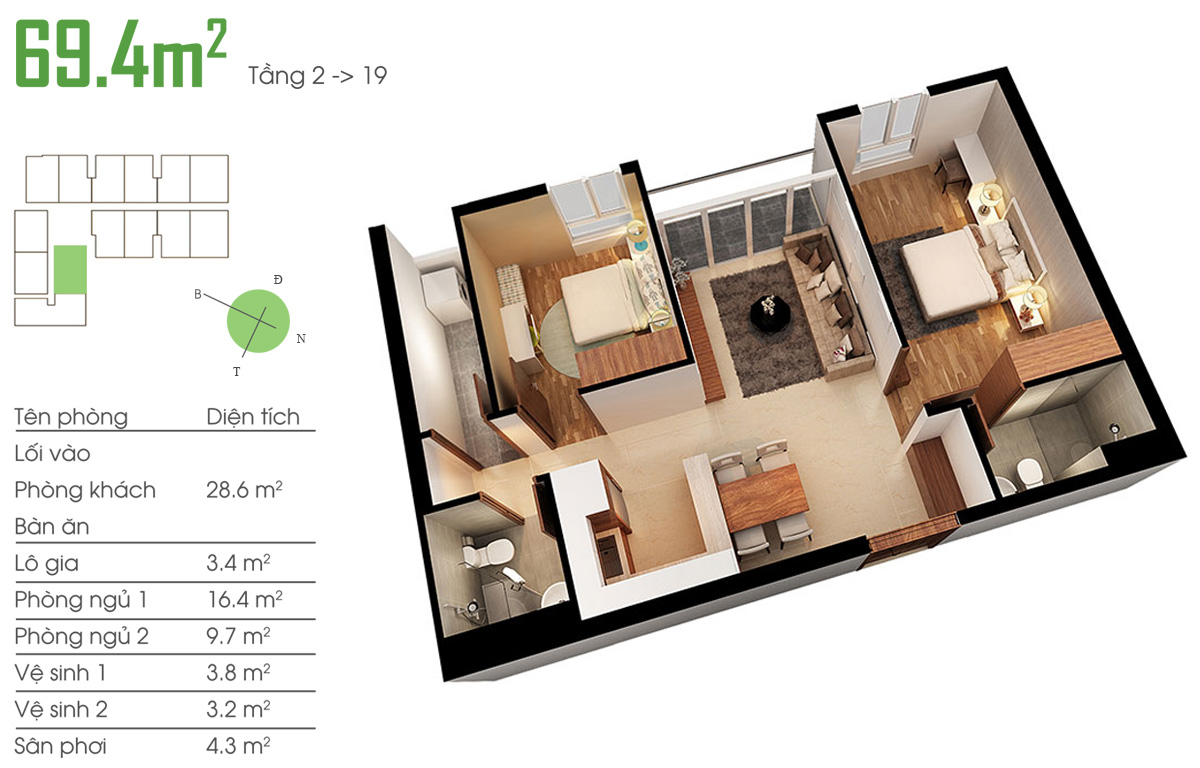 69.4m²
Tầng 2 -> 19
Đ
B
N
T
Tên phòng Diện tích
Lối vào
Phòng khách 28.6 m²
Bàn ăn
Lô gia 3.4 m²
Phòng ngủ 1 16.4 m²
Phòng ngủ 2 9.7 m²
Vệ sinh 1 3.8 m²
Vệ sinh 2 3.2 m²
Sân phơi 4.3 m²